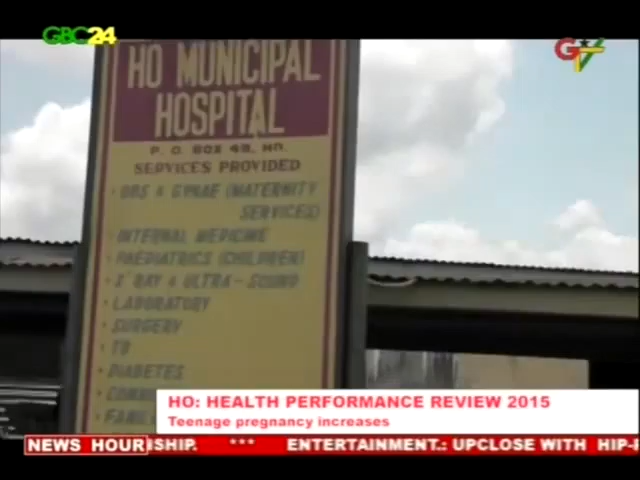 GBC24
GTV
HO MUNICIPAL
HOSPITAL
P. O. BOX 49, HO.
SERVICES PROVIDED
· OBS & GYNAE (MATERNITY
SERVICES)
· INTERNAL MEDICINE
· PAEDIATRICS (CHILDREN)
· X'RAY & ULTRA - SOUND
· LABORATORY
· SURGERY
· TB
· DIABETES
HO: HEALTH PERFORMANCE REVIEW 2015
Teenage pregnancy increases
NEWS HOUR
SHIP. *** ENTERTAINMENT.: UPCLOSE WITH HIP-